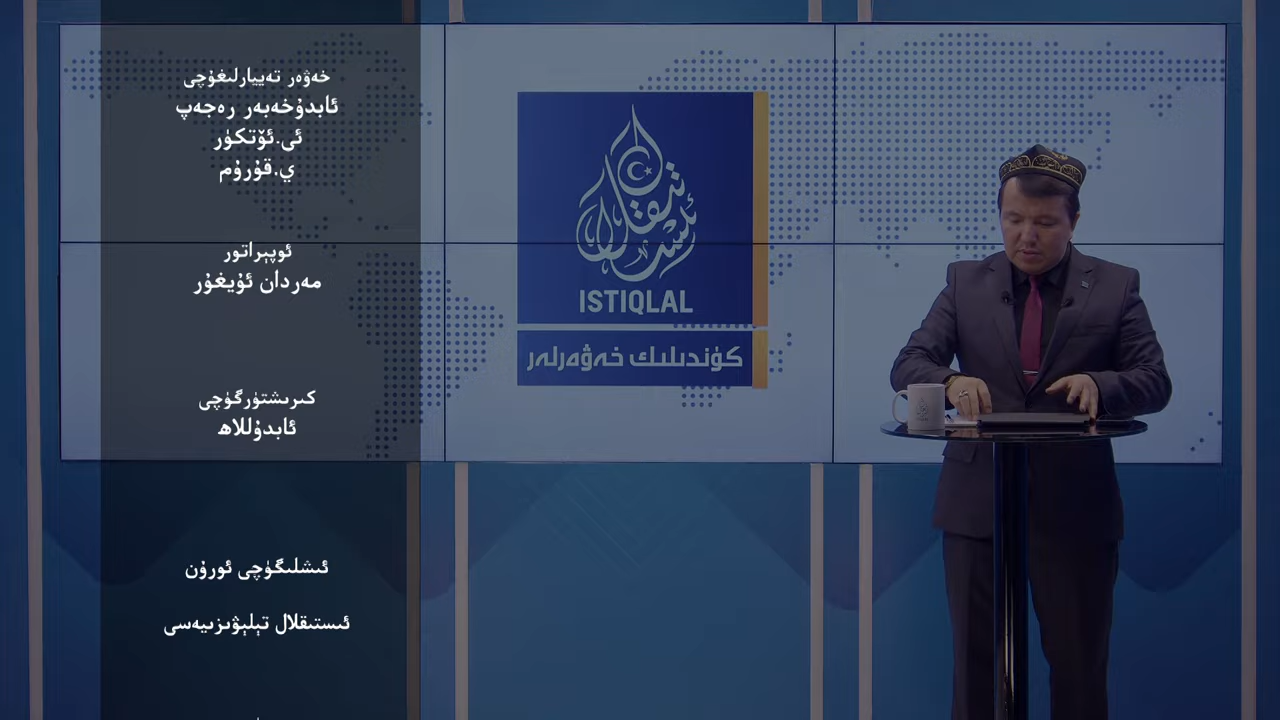 خەۋەر تەييارلىغۇچى
ئابدۇخەبەر رەجەپ
ئى.ئۆتكۈر
ي.قۇرۇم
ئوپېراتور
مەردان ئۇيغۇر
كىرىشتۈرگۈچى
ئابدۇللاھ
ئىشلىگۈچى ئورۇن
ئىستىقلال تېلېۋىزىيەسى
ئىستىقلال
ISTIQLAL
كۈندىلىك خەۋەرلەر